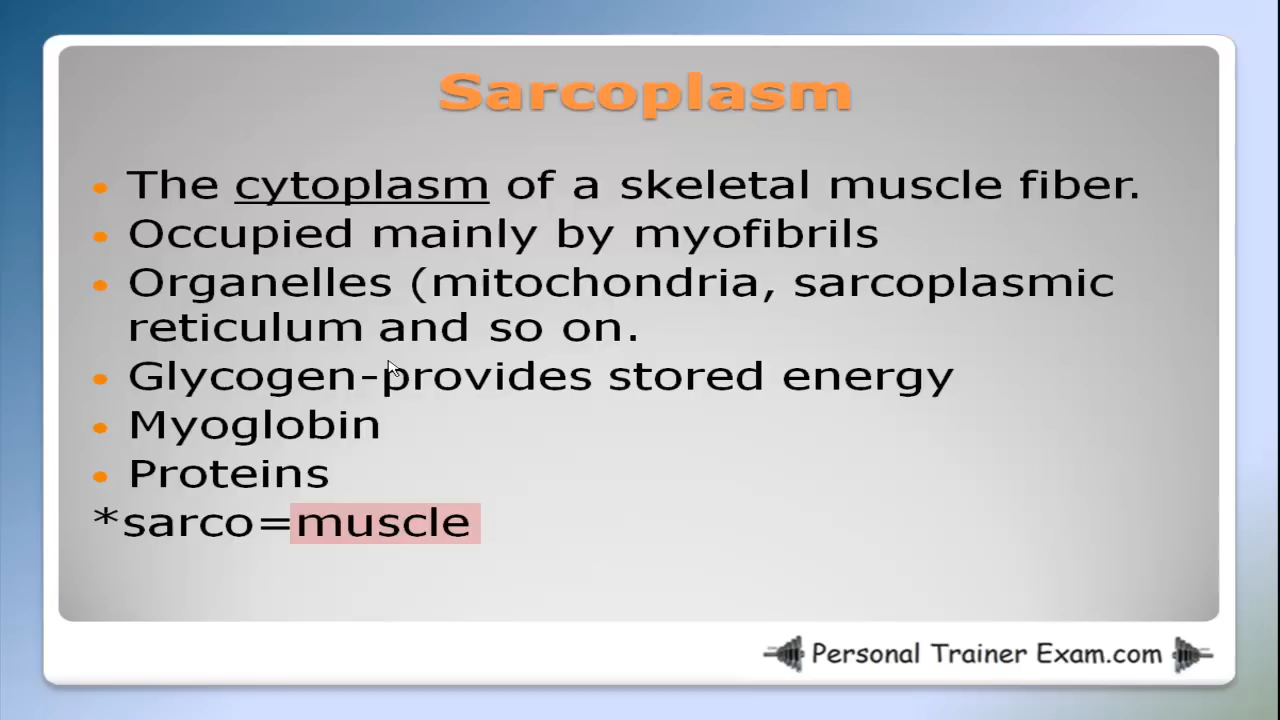 Sarcoplasm
• The cytoplasm of a skeletal muscle fiber.
• Occupied mainly by myofibrils
• Organelles (mitochondria, sarcoplasmic
reticulum and so on.
• Glycogen-provides stored energy
• Myoglobin
• Proteins
*sarco=muscle
Personal Trainer Exam.com